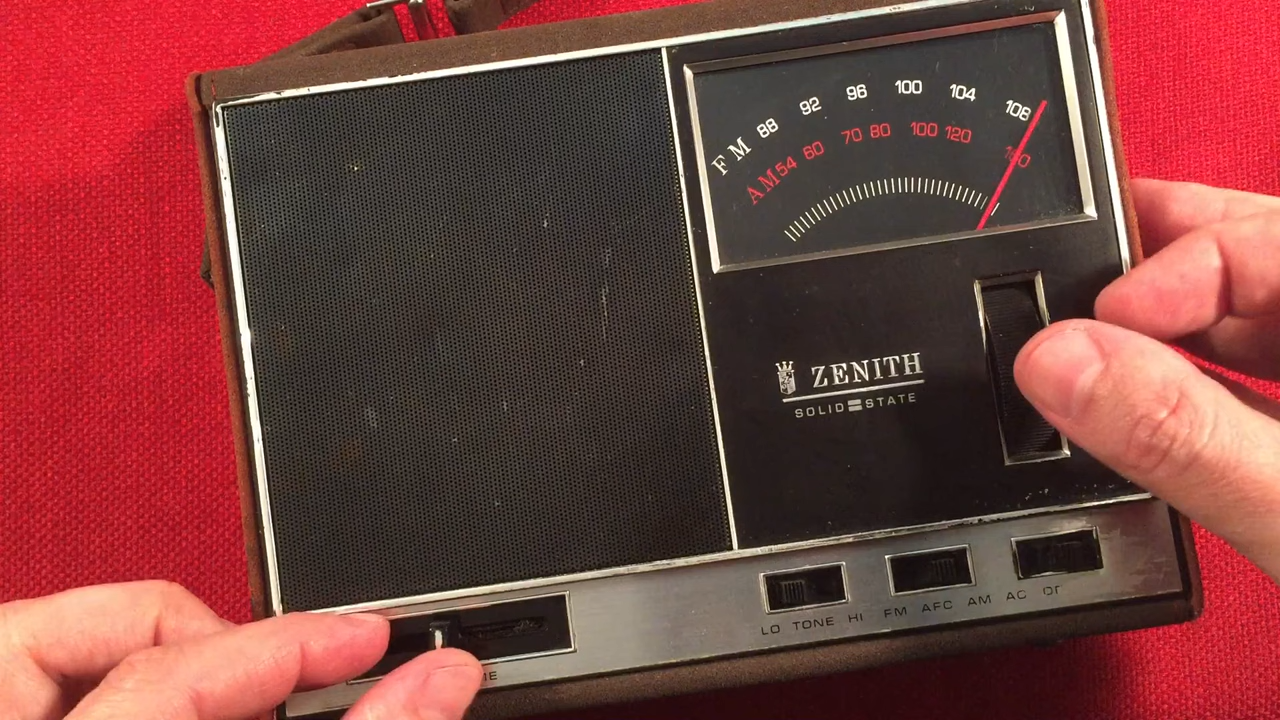 FM 88 92 96 100 104 108
AM 54 60 70 80 100 120 160
ZENITH
SOLID STATE
LO TONE HI FM AFC AM AC